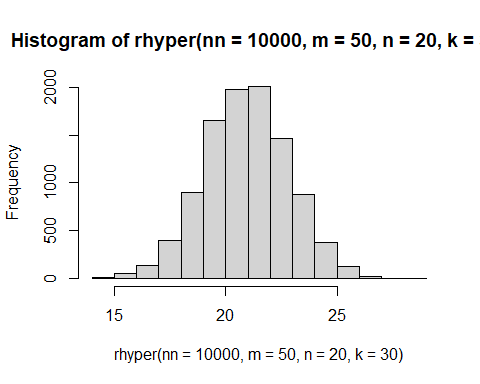 Histogram of rhyper(nn = 10000, m = 50, n = 20, k =
Frequency
2000
1000
500
0
15 20 25
rhyper(nn = 10000, m = 50, n = 20, k = 30)